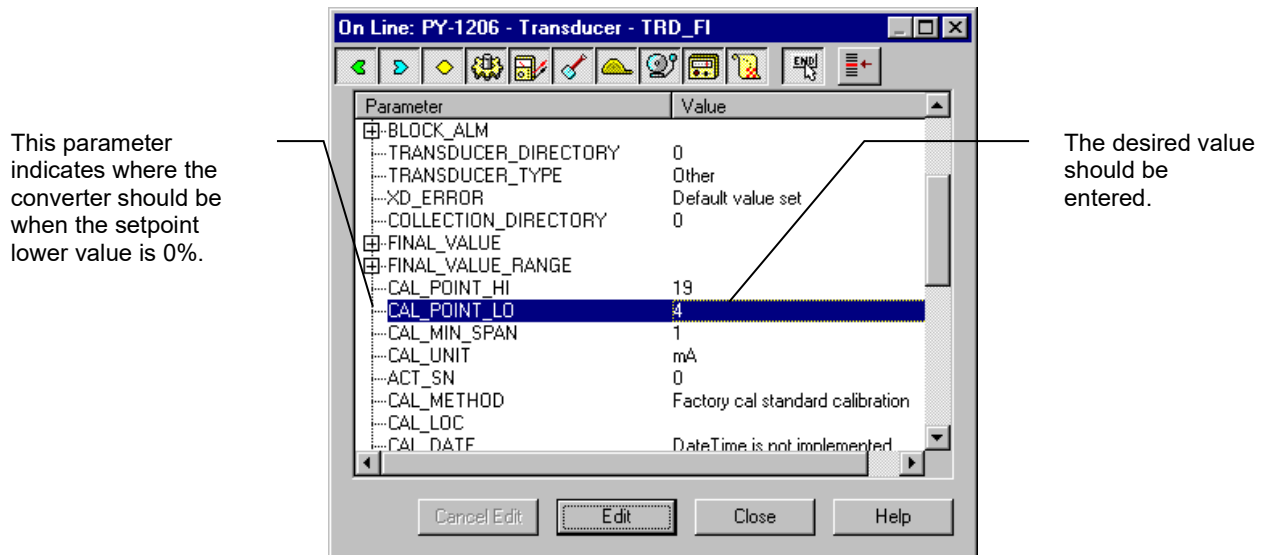 On Line: PY-1206 - Transducer - TRD_FI
END
Parameter Value
BLOCK_ALM
TRANSDUCER_DIRECTORY 0
TRANSDUCER_TYPE Other
XD_ERROR Default value set
COLLECTION_DIRECTORY 0
FINAL_VALUE
FINAL_VALUE_RANGE
CAL_POINT_HI 19
CAL_POINT_LO 4
CAL_MIN_SPAN 1
CAL_UNIT mA
ACT_SN 0
CAL_METHOD Factory cal standard calibration
CAL_LOC
CAL_DATE DateTime is not implemented
Cancel Edit Edit Close Help
This parameter
indicates where the
converter should be
when the setpoint
lower value is 0%.
The desired value
should be
entered.